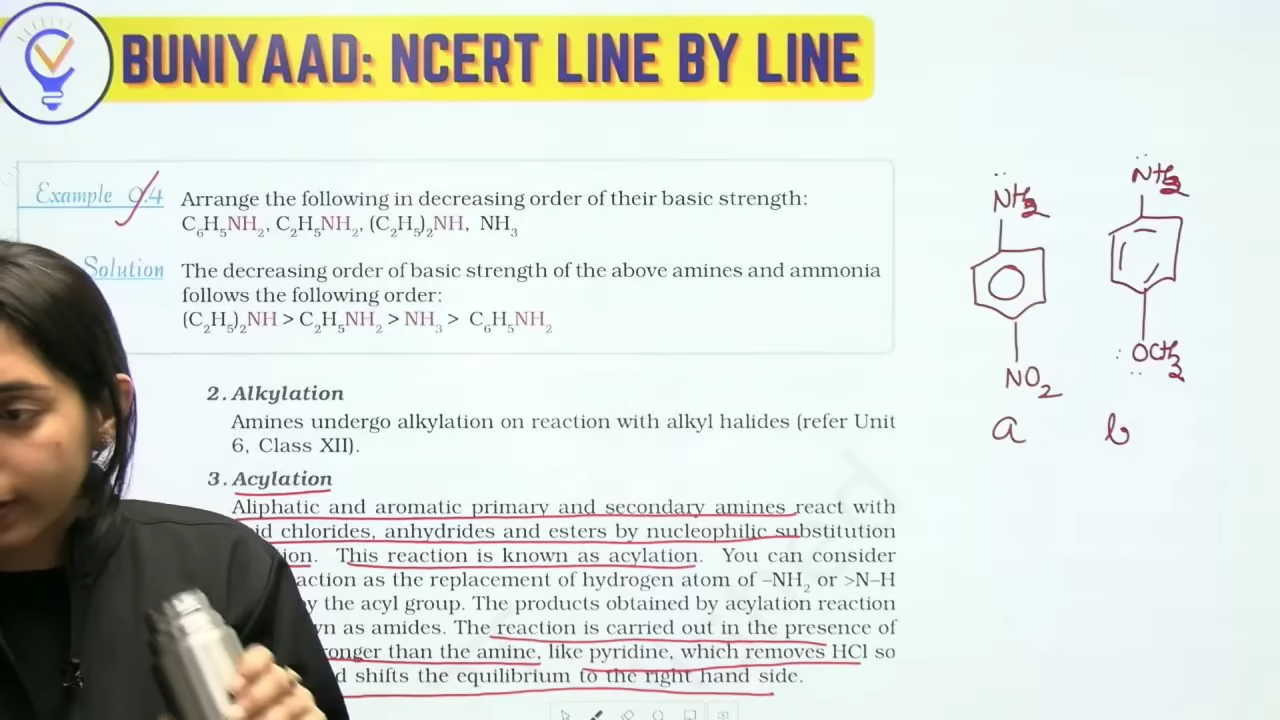 BUNIYAAD: NCERT LINE BY LINE
Example 9.4 Arrange the following in decreasing order of their basic strength:
C₆H₅NH₂, C₂H₅NH₂, (C₂H₅)₂NH, NH₃
Solution The decreasing order of basic strength of the above amines and ammonia
follows the following order:
(C₂H₅)₂NH > C₂H₅NH₂ > NH₃ > C₆H₅NH₂
2. Alkylation
Amines undergo alkylation on reaction with alkyl halides (refer Unit
6, Class XII).
3. Acylation
Aliphatic and aromatic primary and secondary amines react with
chlorides, anhydrides and esters by nucleophilic substitution
This reaction is known as acylation. You can consider
as the replacement of hydrogen atom of –NH₂ or >N–H
by the acyl group. The products obtained by acylation reaction
as amides. The reaction is carried out in the presence of
than the amine, like pyridine, which removes HCl so
shifts the equilibrium to the right hand side.
NH₂
NO₂
a
NH₂
OCH₃
b